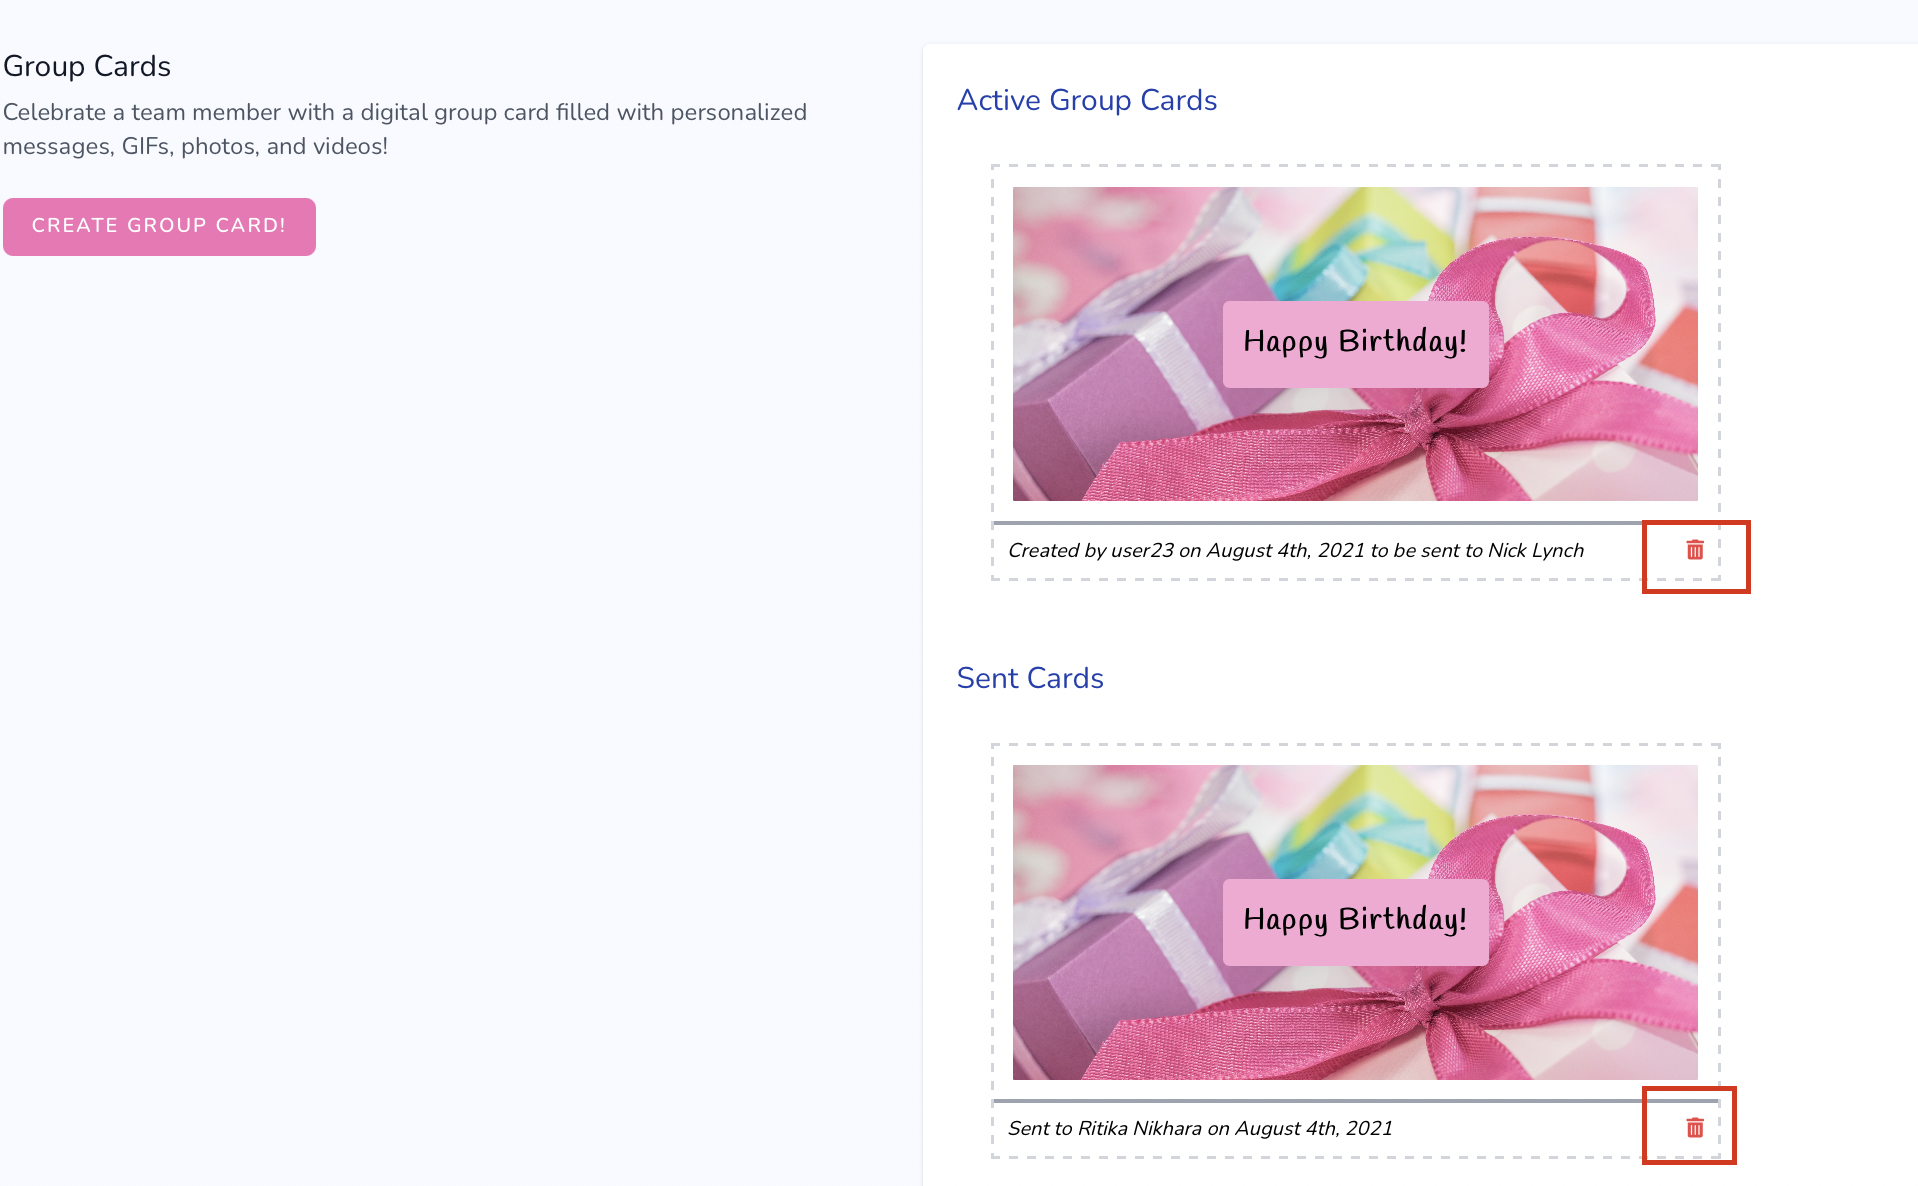 Group Cards
Celebrate a team member with a digital group card filled with personalized
messages, GIFs, photos, and videos!
CREATE GROUP CARD!
Active Group Cards
Happy Birthday!
Created by user23 on August 4th, 2021 to be sent to Nick Lynch
Sent Cards
Happy Birthday!
Sent to Ritika Nikhara on August 4th, 2021